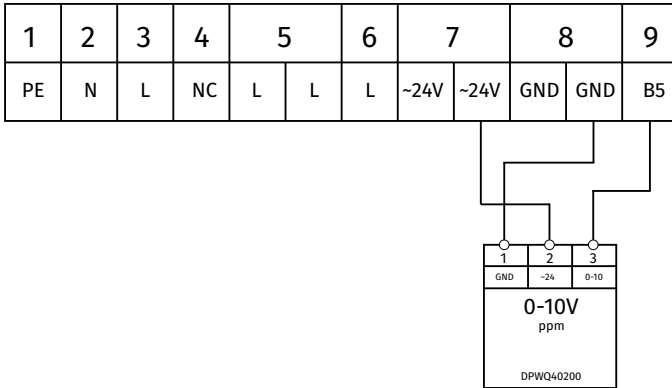 1 2 3 4 5 6 7 8 9
PE N L NC L L L ~24V ~24V GND GND B5
1 2 3
GND ~24 0-10
0-10V
ppm
DPWQ40200